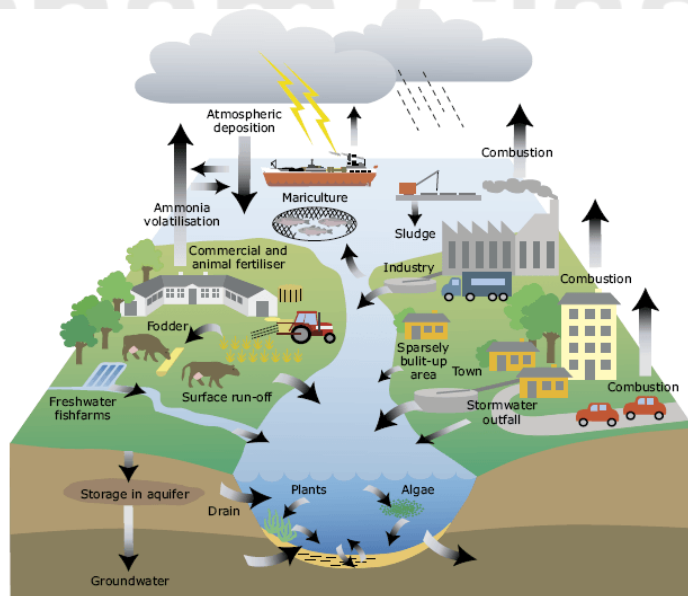 Atmospheric
deposition
Combustion
Mariculture
Ammonia
volatilisation
Sludge
Commercial and
animal fertiliser
Industry
Combustion
Fodder
Sparsely
bulit-up
area
Town
Freshwater
fishfarms
Surface run-off
Combustion
Stormwater
outfall
Storage in aquifer
Plants
Algae
Drain
Groundwater